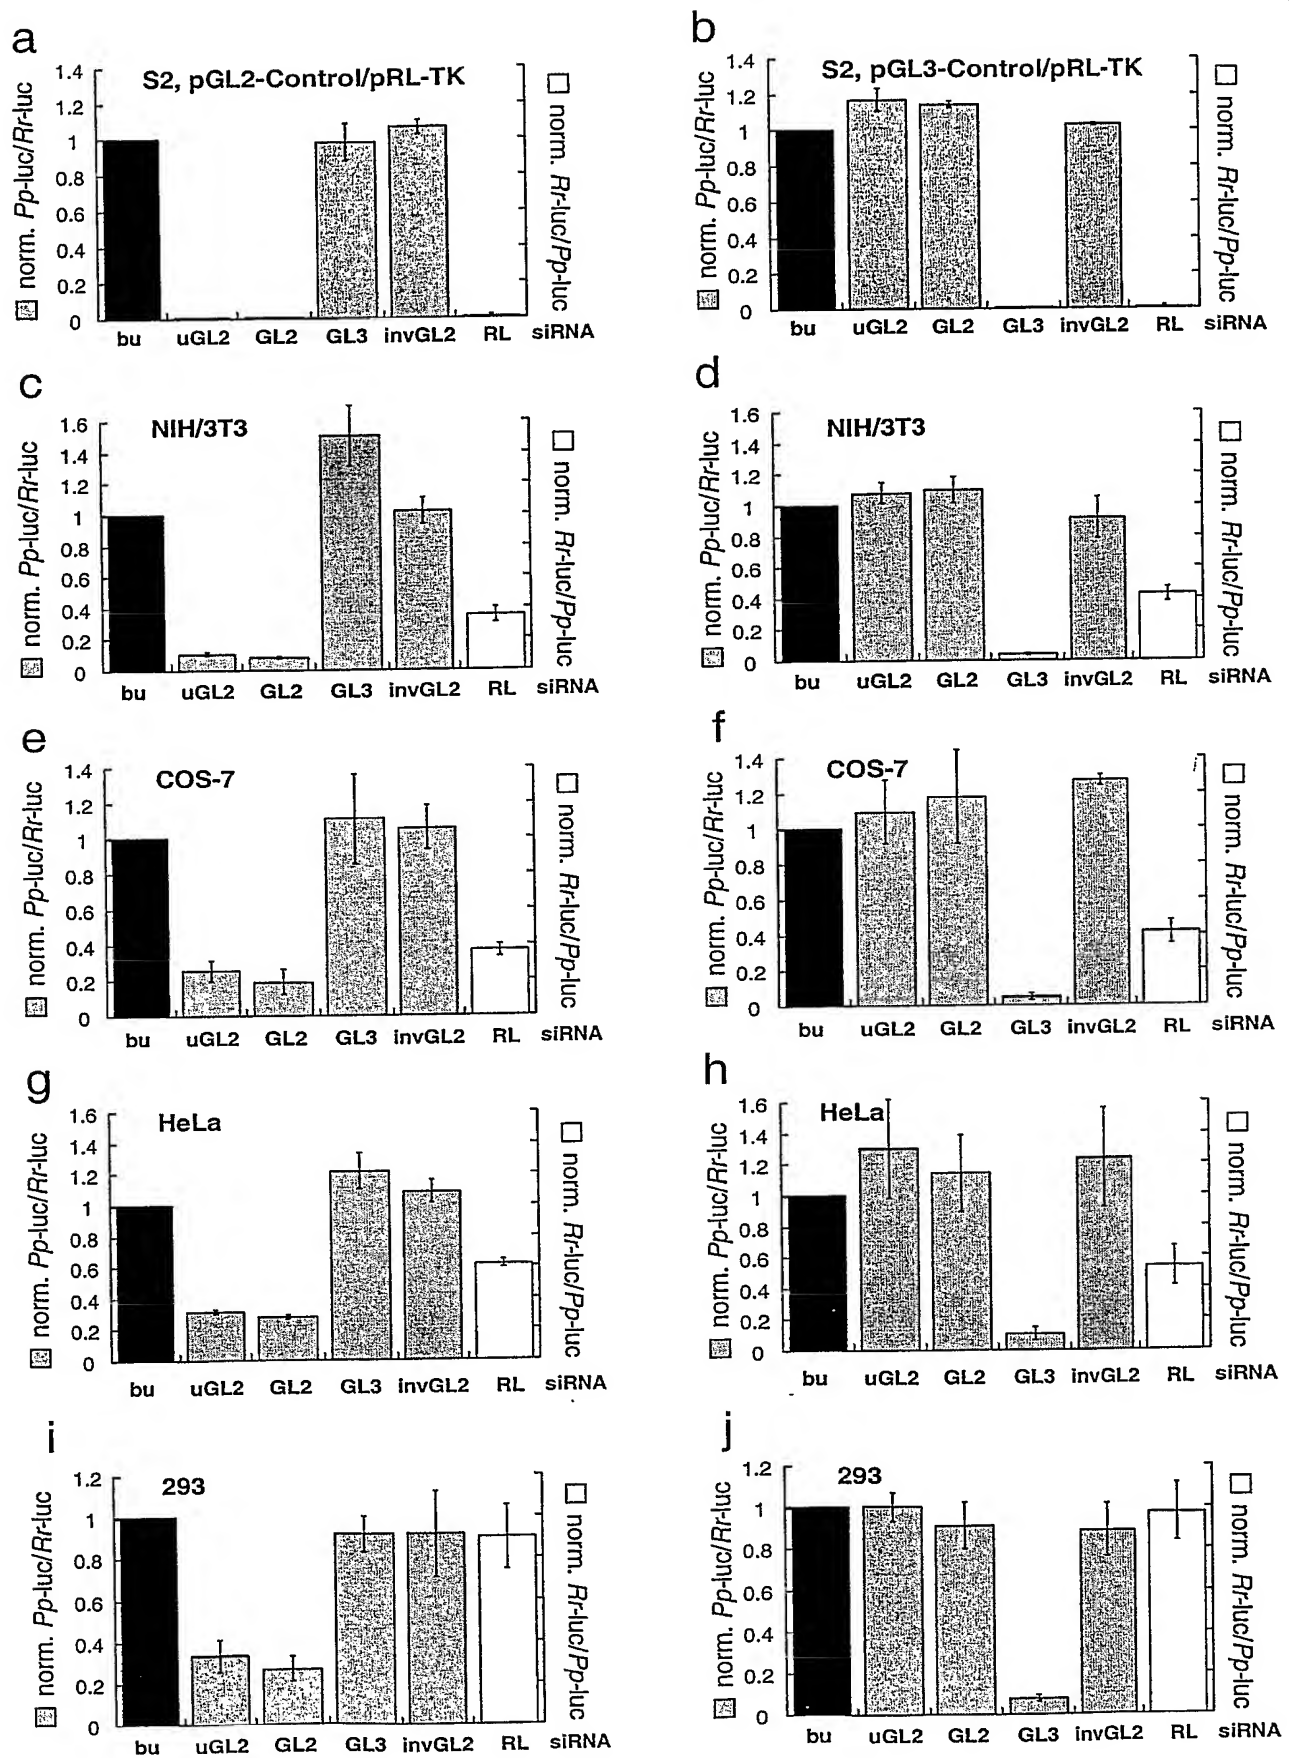 a
S2, pGL2-Control/pRL-TK
norm. Pp-luc/Rr-luc
1.4
1.2
1
0.8
0.6
0.4
0.2
0
bu uGL2 GL2 GL3 invGL2 RL siRNA
norm. Rr-luc/Pp-luc
b
S2, pGL3-Control/pRL-TK
norm. Pp-luc/Rr-luc
1.4
1.2
1
0.8
0.6
0.4
0.2
0
bu uGL2 GL2 GL3 invGL2 RL siRNA
norm. Rr-luc/Pp-luc
c
NIH/3T3
norm. Pp-luc/Rr-luc
1.6
1.4
1.2
1
0.8
0.6
0.4
0.2
0
bu uGL2 GL2 GL3 invGL2 RL siRNA
norm. Rr-luc/Pp-luc
d
NIH/3T3
norm. Pp-luc/Rr-luc
1.6
1.4
1.2
1
0.8
0.6
0.4
0.2
0
bu uGL2 GL2 GL3 invGL2 RL siRNA
norm. Rr-luc/Pp-luc
e
COS-7
norm. Pp-luc/Rr-luc
1.4
1.2
1
0.8
0.6
0.4
0.2
0
bu uGL2 GL2 GL3 invGL2 RL siRNA
norm. Rr-luc/Pp-luc
f
COS-7
norm. Pp-luc/Rr-luc
1.4
1.2
1
0.8
0.6
0.4
0.2
0
bu uGL2 GL2 GL3 invGL2 RL siRNA
norm. Rr-luc/Pp-luc
g
HeLa
norm. Pp-luc/Rr-luc
1.6
1.4
1.2
1
0.8
0.6
0.4
0.2
0
bu uGL2 GL2 GL3 invGL2 RL siRNA
norm. Rr-luc/Pp-luc
h
HeLa
norm. Pp-luc/Rr-luc
1.6
1.4
1.2
1
0.8
0.6
0.4
0.2
0
bu uGL2 GL2 GL3 invGL2 RL siRNA
norm. Rr-luc/Pp-luc
i
293
norm. Pp-luc/Rr-luc
1.2
1
0.8
0.6
0.4
0.2
0
bu uGL2 GL2 GL3 invGL2 RL siRNA
norm. Rr-luc/Pp-luc
j
293
norm. Pp-luc/Rr-luc
1.2
1
0.8
0.6
0.4
0.2
0
bu uGL2 GL2 GL3 invGL2 RL siRNA
norm. Rr-luc/Pp-luc